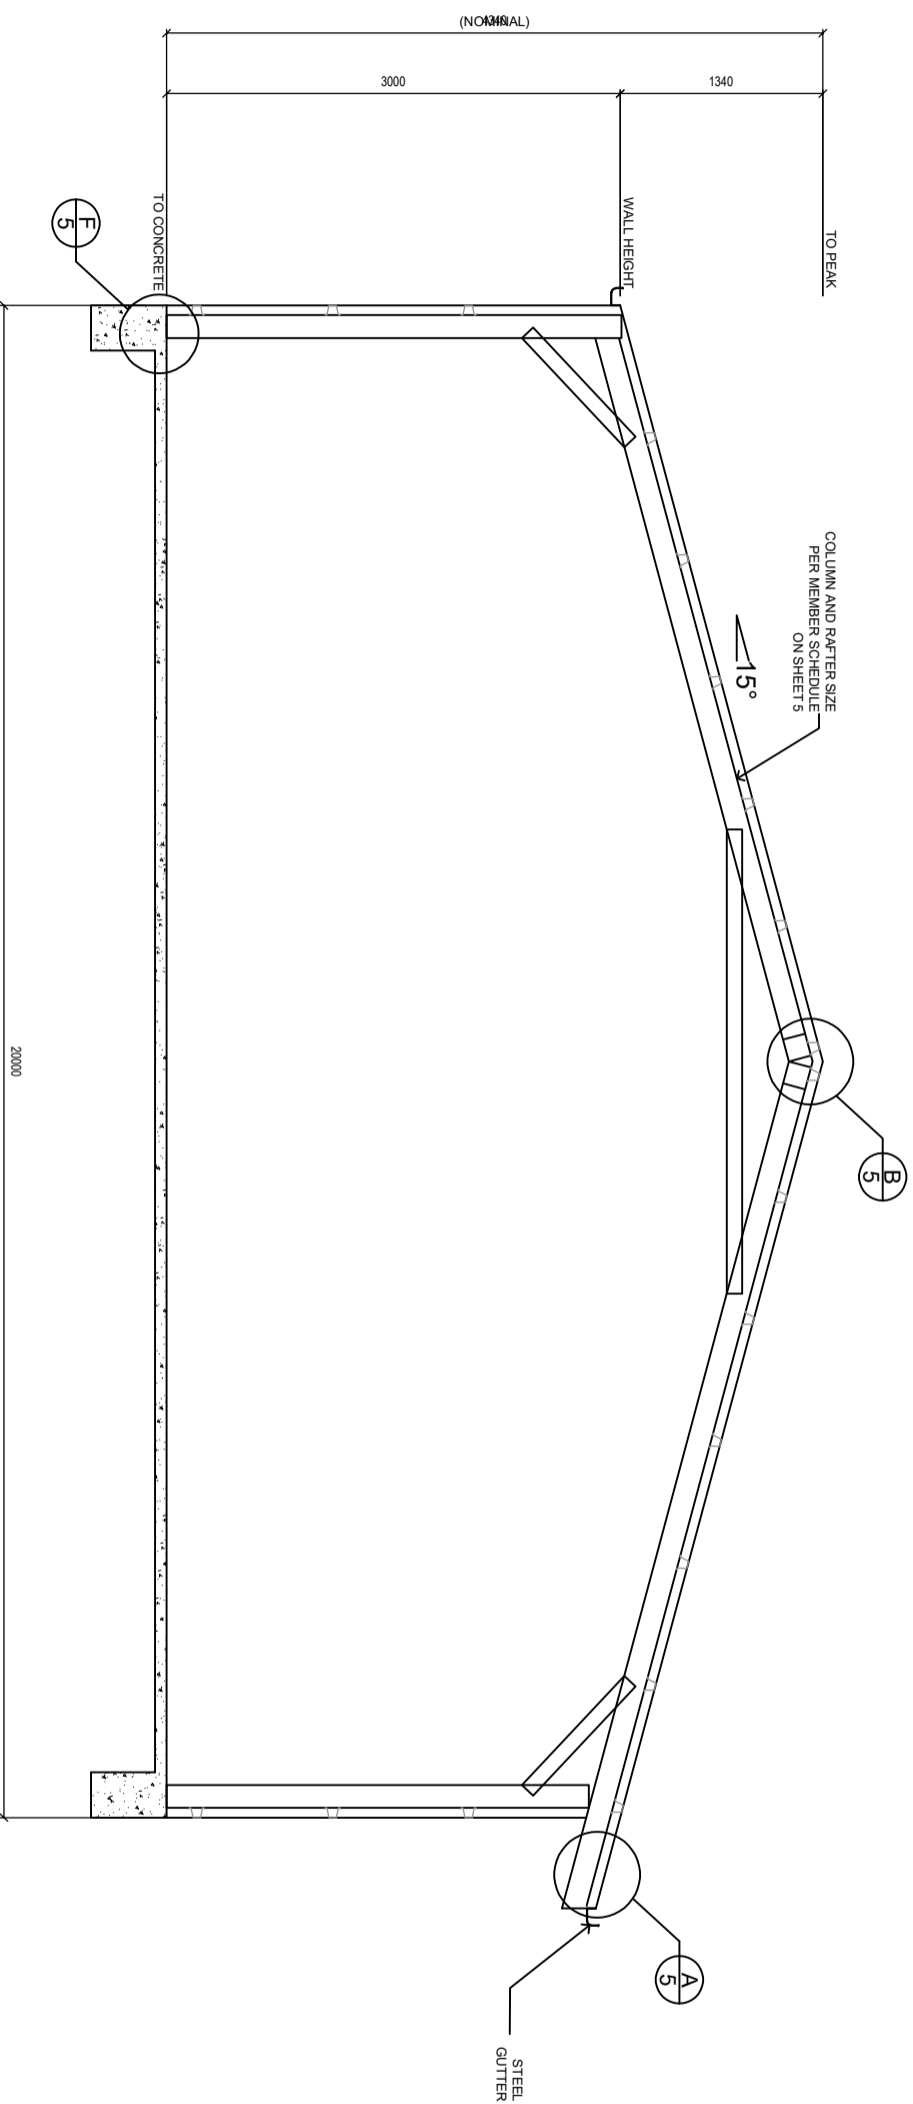 (NOMINAL)
4340
3000
1340
TO CONCRETE
WALL HEIGHT
TO PEAK
F
5
COLUMN AND RAFTER SIZE
PER MEMBER SCHEDULE
ON SHEET 5
15°
B
5
20000
A
5
STEEL
GUTTER